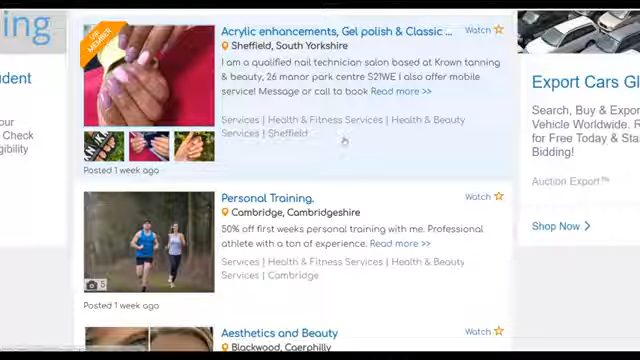 ing
udent
our
Check
gibility
VIP
MEMBER
Acrylic enhancements, Gel polish & Classic ...
Watch
Sheffield, South Yorkshire
I am a qualified nail technician salon based at Krown tanning
& beauty, 26 manor park centre S21WE I also offer mobile
service! Message or call to book Read more >>
Services | Health & Fitness Services | Health & Beauty
Services | Sheffield
Posted 1 week ago
Personal Training.
Watch
Cambridge, Cambridgeshire
50% off first weeks personal training with me. Professional
athlete with a ton of experience. Read more >>
Services | Health & Fitness Services | Health & Beauty
Services | Cambridge
5
Posted 1 week ago
Aesthetics and Beauty
Watch
Blackwood, Caerphilly
Export Cars Gl
Search, Buy & Expor
Vehicle Worldwide. R
for Free Today & Sta
Bidding!
Auction Export™
Shop Now